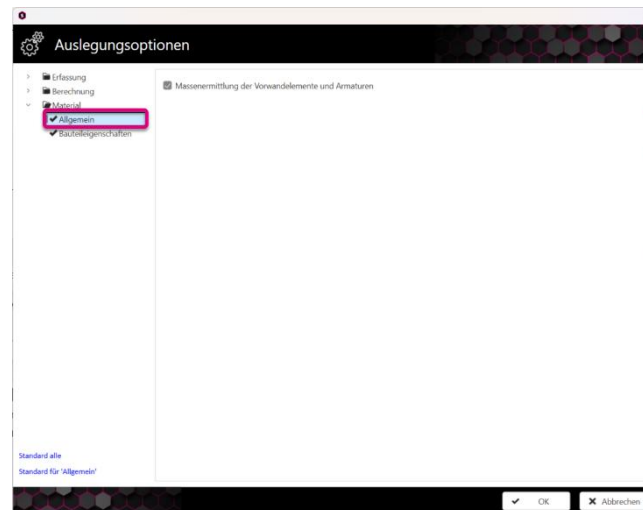 Auslegungsoptionen
Erfassung
Berechnung
Material
Allgemein
Bauteileigenschaften
Massenermittlung der Vorwandelemente und Armaturen
Standard alle
Standard für 'Allgemein'
OK
Abbrechen